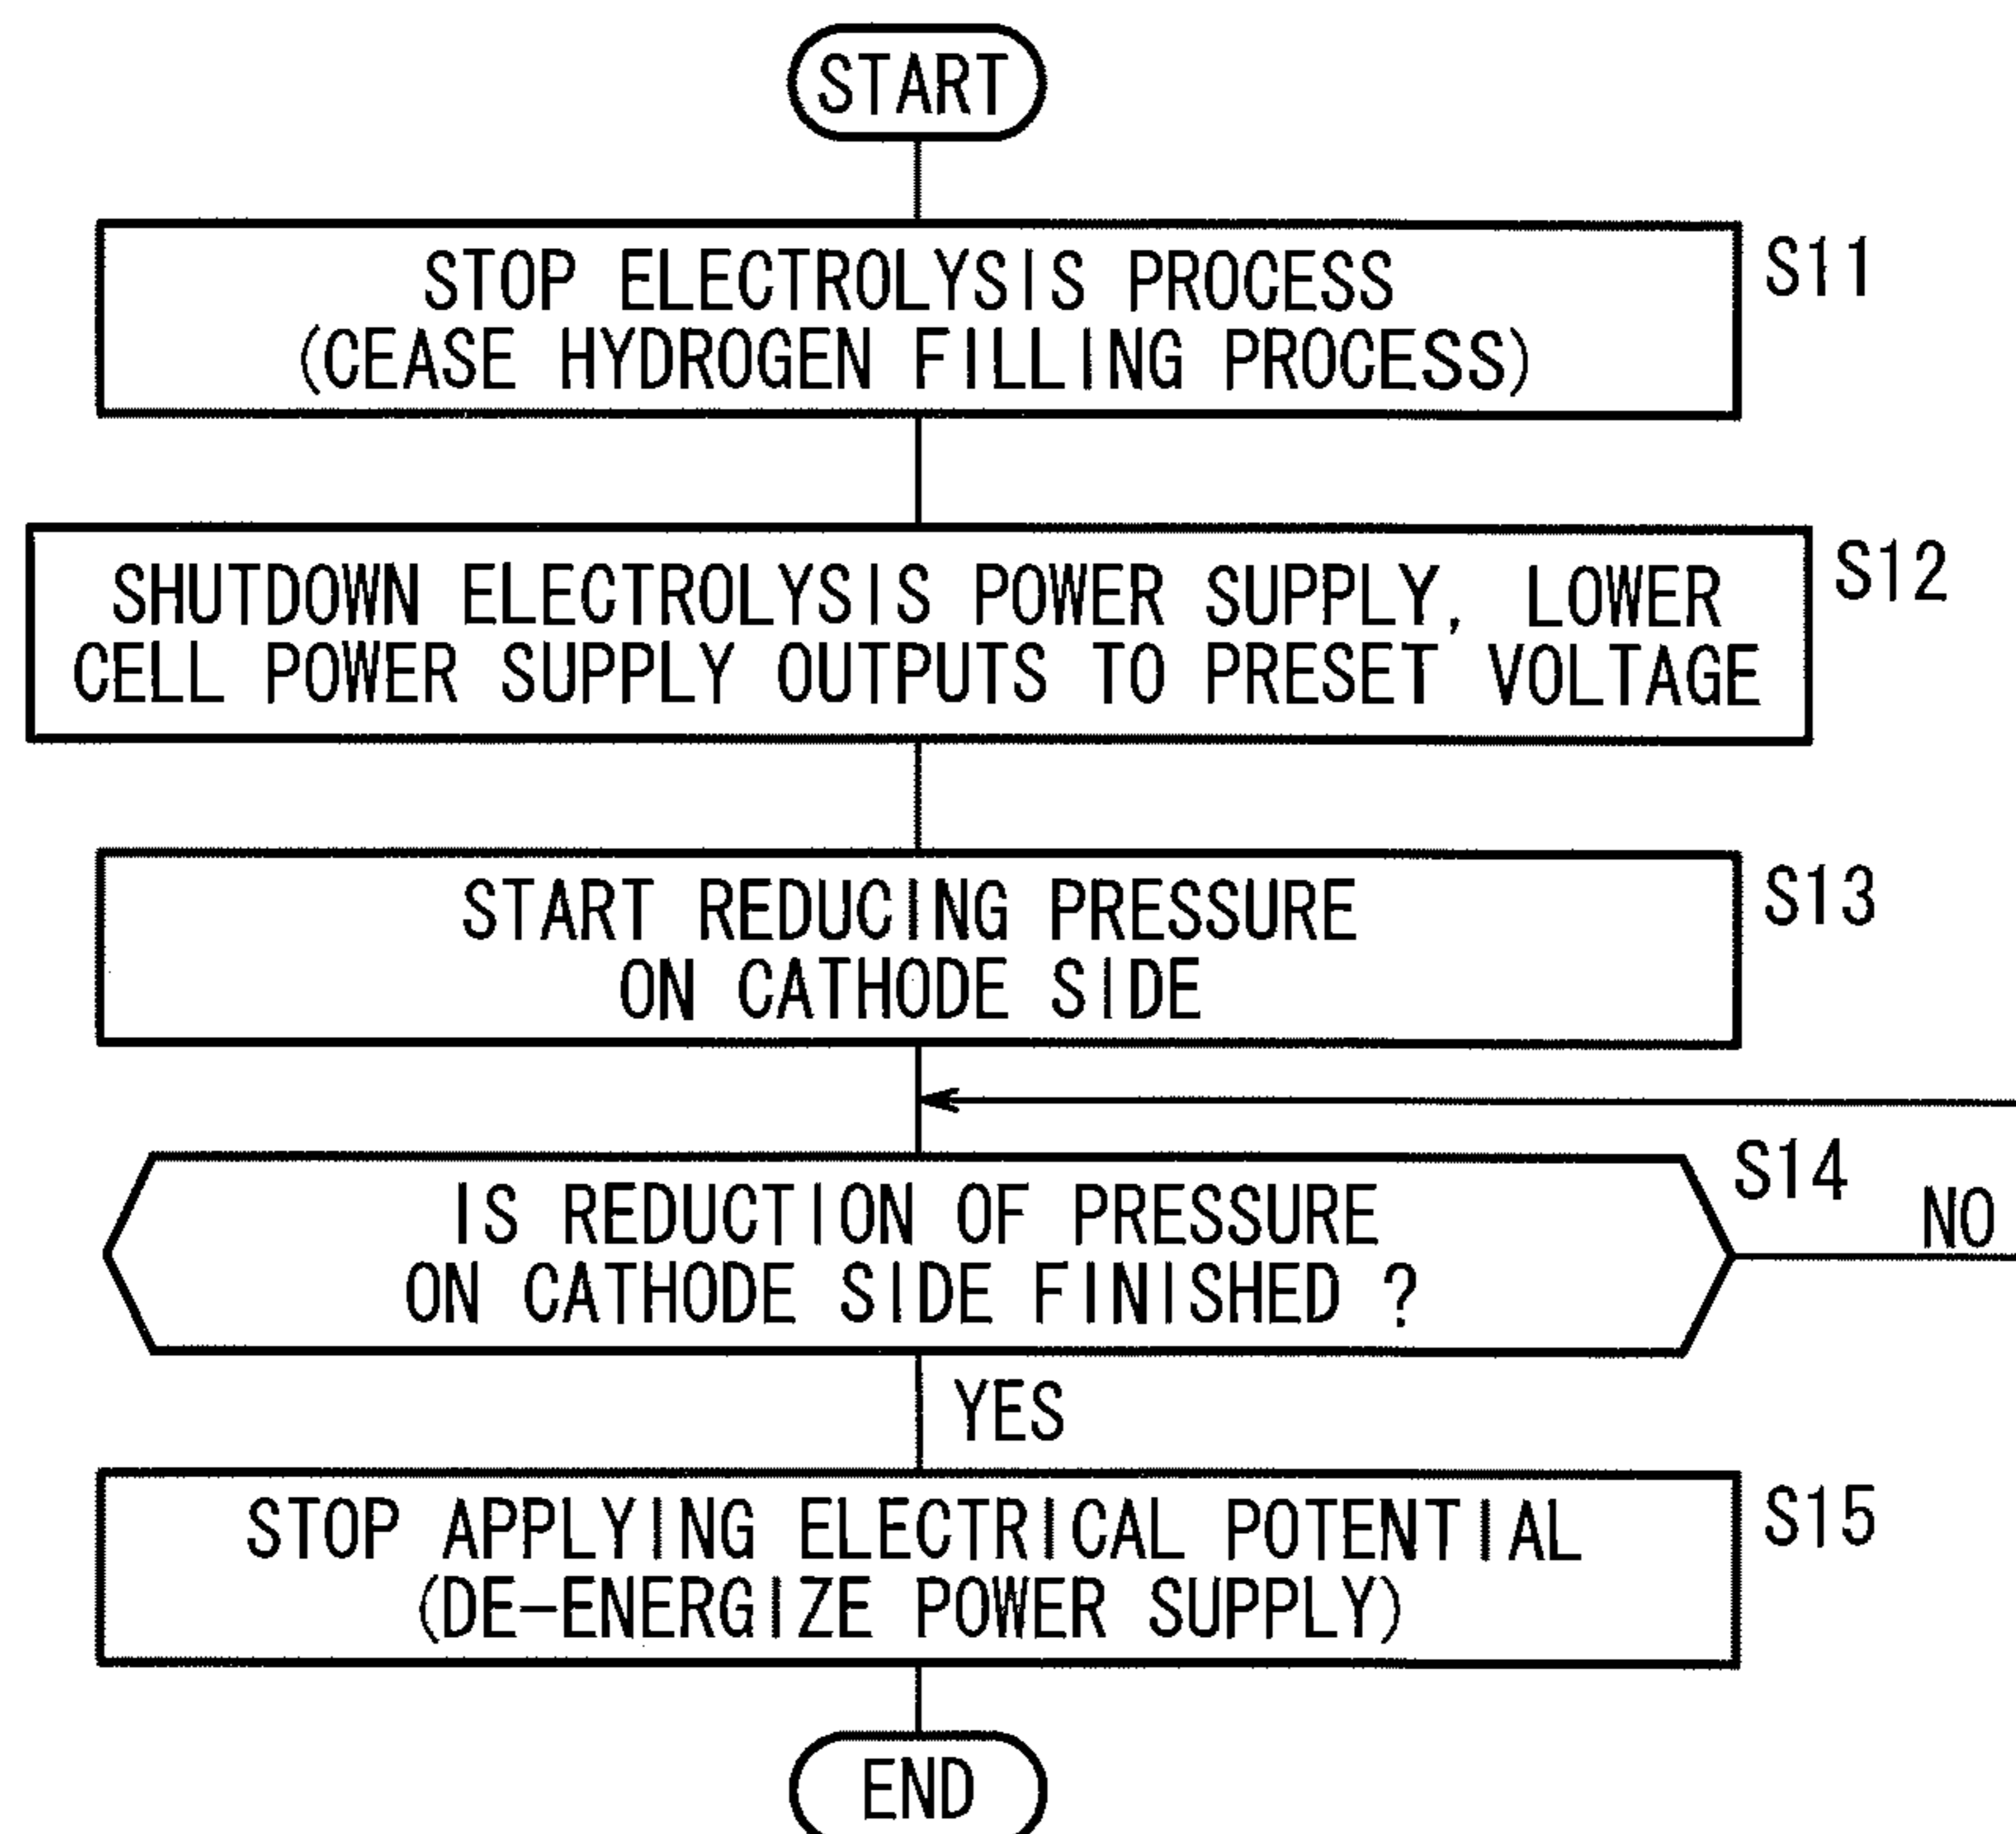 START
STOP ELECTROLYSIS PROCESS
(CEASE HYDROGEN FILLING PROCESS)
S11
SHUTDOWN ELECTROLYSIS POWER SUPPLY, LOWER
CELL POWER SUPPLY OUTPUTS TO PRESET VOLTAGE
S12
START REDUCING PRESSURE
ON CATHODE SIDE
S13
IS REDUCTION OF PRESSURE
ON CATHODE SIDE FINISHED ?
S14
NO
YES
STOP APPLYING ELECTRICAL POTENTIAL
(DE-ENERGIZE POWER SUPPLY)
S15
END